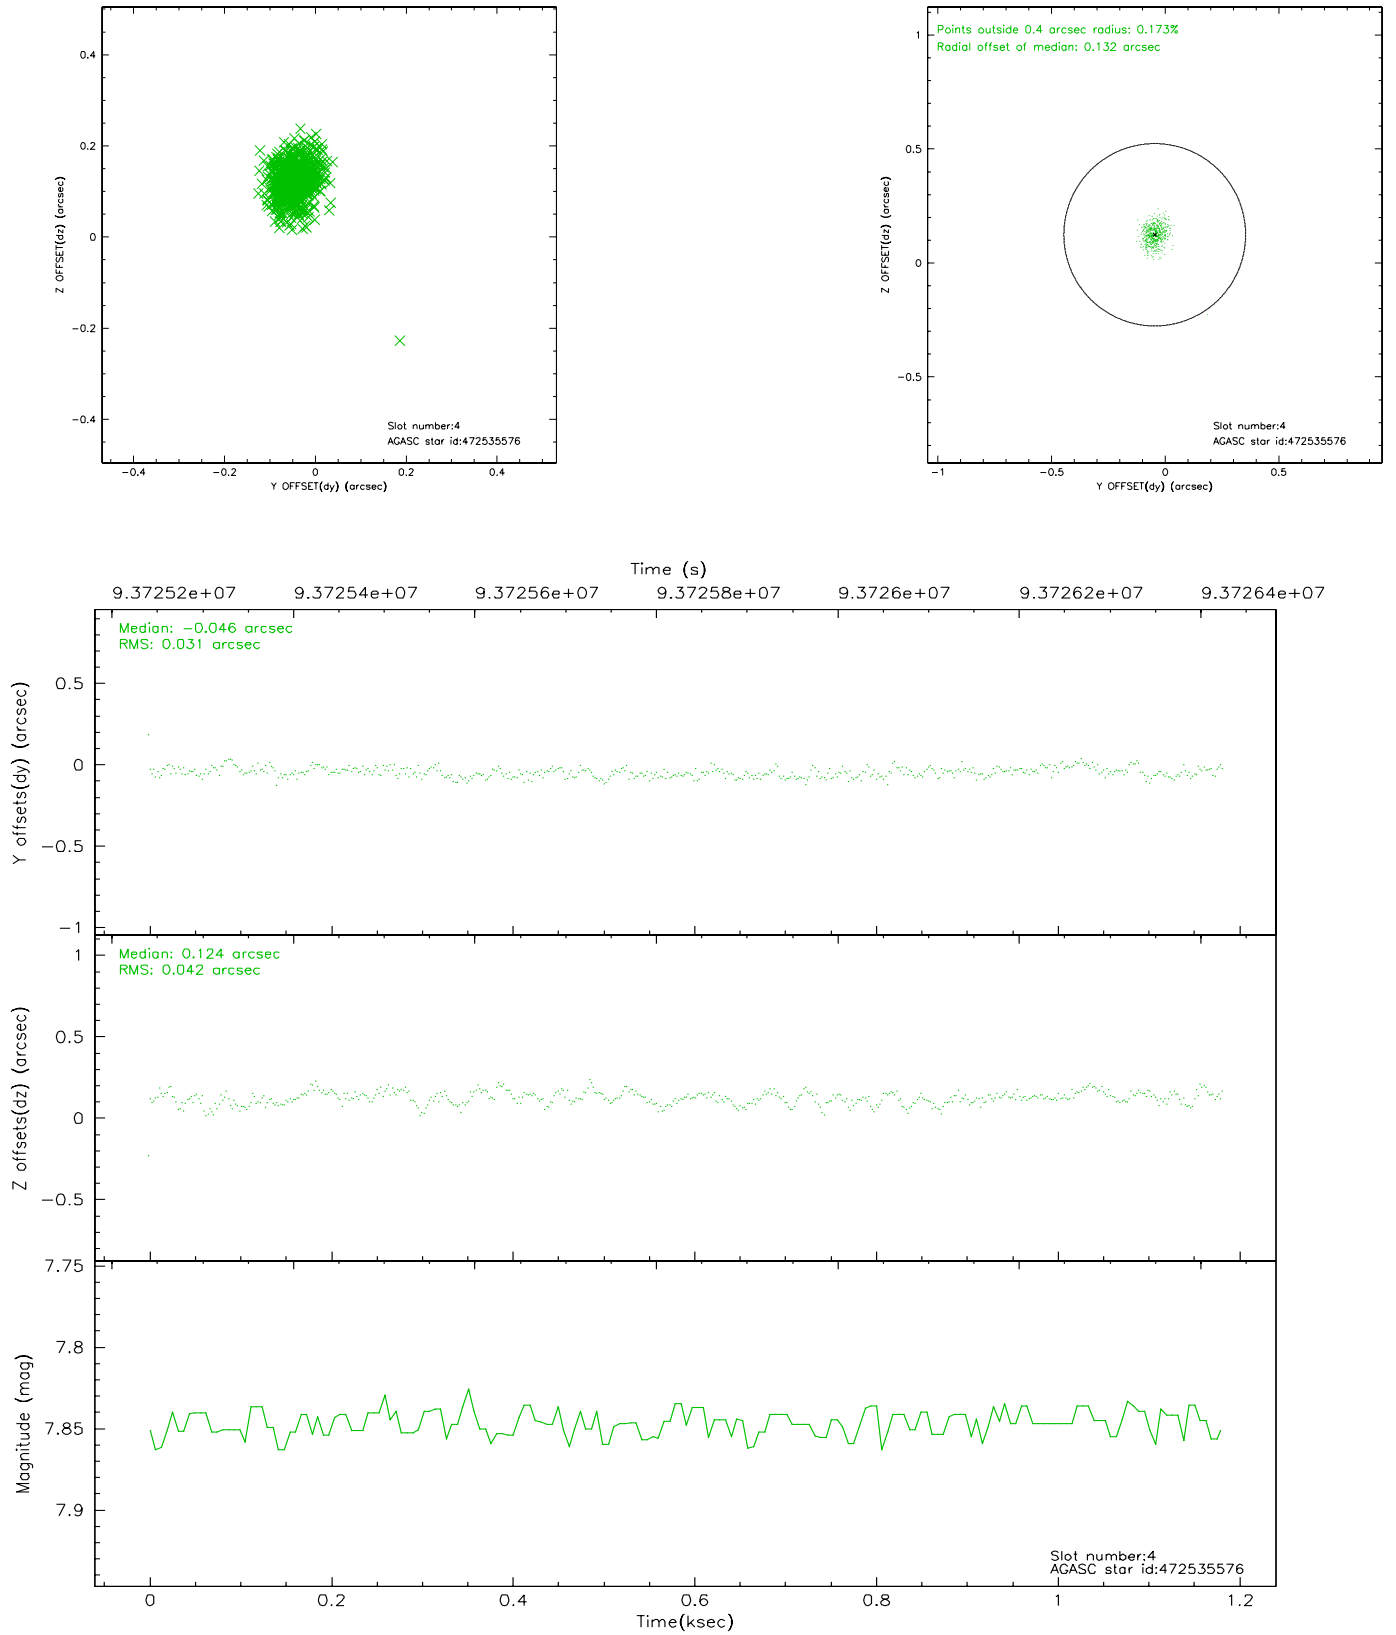 0.4
0.2
0
−0.2
−0.4
Z OFFSET(dz) (arcsec)
Slot number:4
AGASC star id:472535576
−0.4
−0.2
0
0.2
0.4
Y OFFSET(dy) (arcsec)
Points outside 0.4 arcsec radius: 0.173%
Radial offset of median: 0.132 arcsec
1
0.5
0
−0.5
Z OFFSET(dz) (arcsec)
Slot number:4
AGASC star id:472535576
−1
−0.5
0
0.5
Y OFFSET(dy) (arcsec)
Time (s)
9.37252e+07
9.37254e+07
9.37256e+07
9.37258e+07
9.3726e+07
9.37262e+07
9.37264e+07
Median: −0.046 arcsec
RMS: 0.031 arcsec
0.5
0
−0.5
−1
Y offsets(dy) (arcsec)
Median: 0.124 arcsec
RMS: 0.042 arcsec
1
0.5
0
−0.5
Z offsets(dz) (arcsec)
7.75
7.8
7.85
7.9
Magnitude (mag)
Slot number:4
AGASC star id:472535576
0
0.2
0.4
0.6
0.8
1
1.2
Time(ksec)